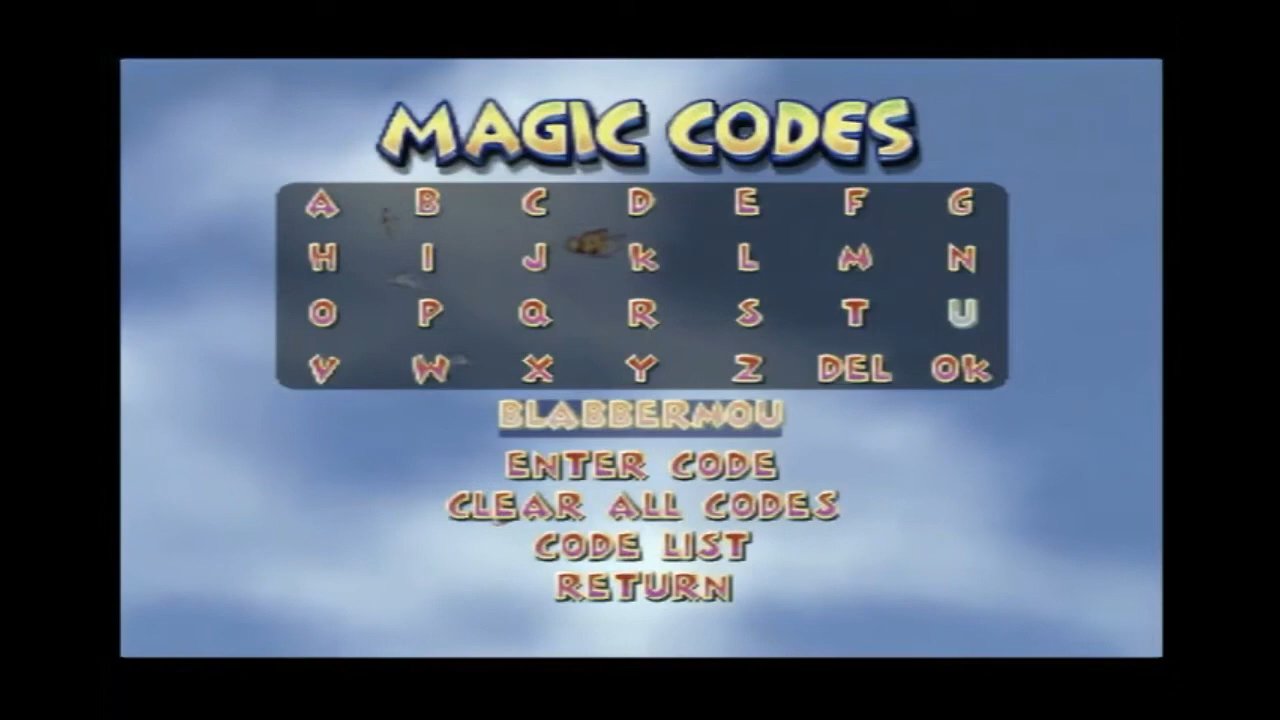 MAGIC CODES
A B C D E F G
H I J K L M N
O P Q R S T U
V W X Y Z DEL OK
BLABBERMOU
ENTER CODE
CLEAR ALL CODES
CODE LIST
RETURN